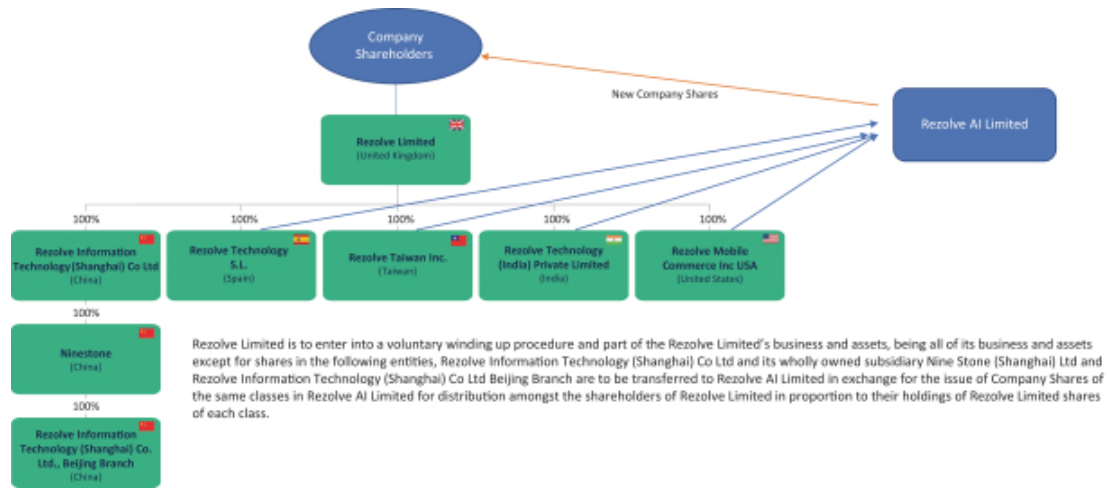 Company
Shareholders
New Company Shares
Rezolve AI Limited
Rezolve Limited
(United Kingdom)
100%
100%
100%
100%
100%
Rezolve Information
Technology (Shanghai) Co Ltd
(China)
Rezolve Technology
S.L.
(Spain)
Rezolve Taiwan Inc.
(Taiwan)
Rezolve Technology
(India) Private Limited
(India)
Rezolve Mobile
Commerce Inc USA
(United States)
100%
Ninestone
(China)
100%
Rezolve Information
Technology (Shanghai) Co.
Ltd., Beijing Branch
(China)
Rezolve Limited is to enter into a voluntary winding up procedure and part of the Rezolve Limited's business and assets, being all of its business and assets
except for shares in the following entities, Rezolve Information Technology (Shanghai) Co Ltd and its wholly owned subsidiary Nine Stone (Shanghai) Ltd and
Rezolve Information Technology (Shanghai) Co Ltd Beijing Branch are to be transferred to Rezolve AI Limited in exchange for the issue of Company Shares of
the same classes in Rezolve AI Limited for distribution amongst the shareholders of Rezolve Limited in proportion to their holdings of Rezolve Limited shares
of each class.